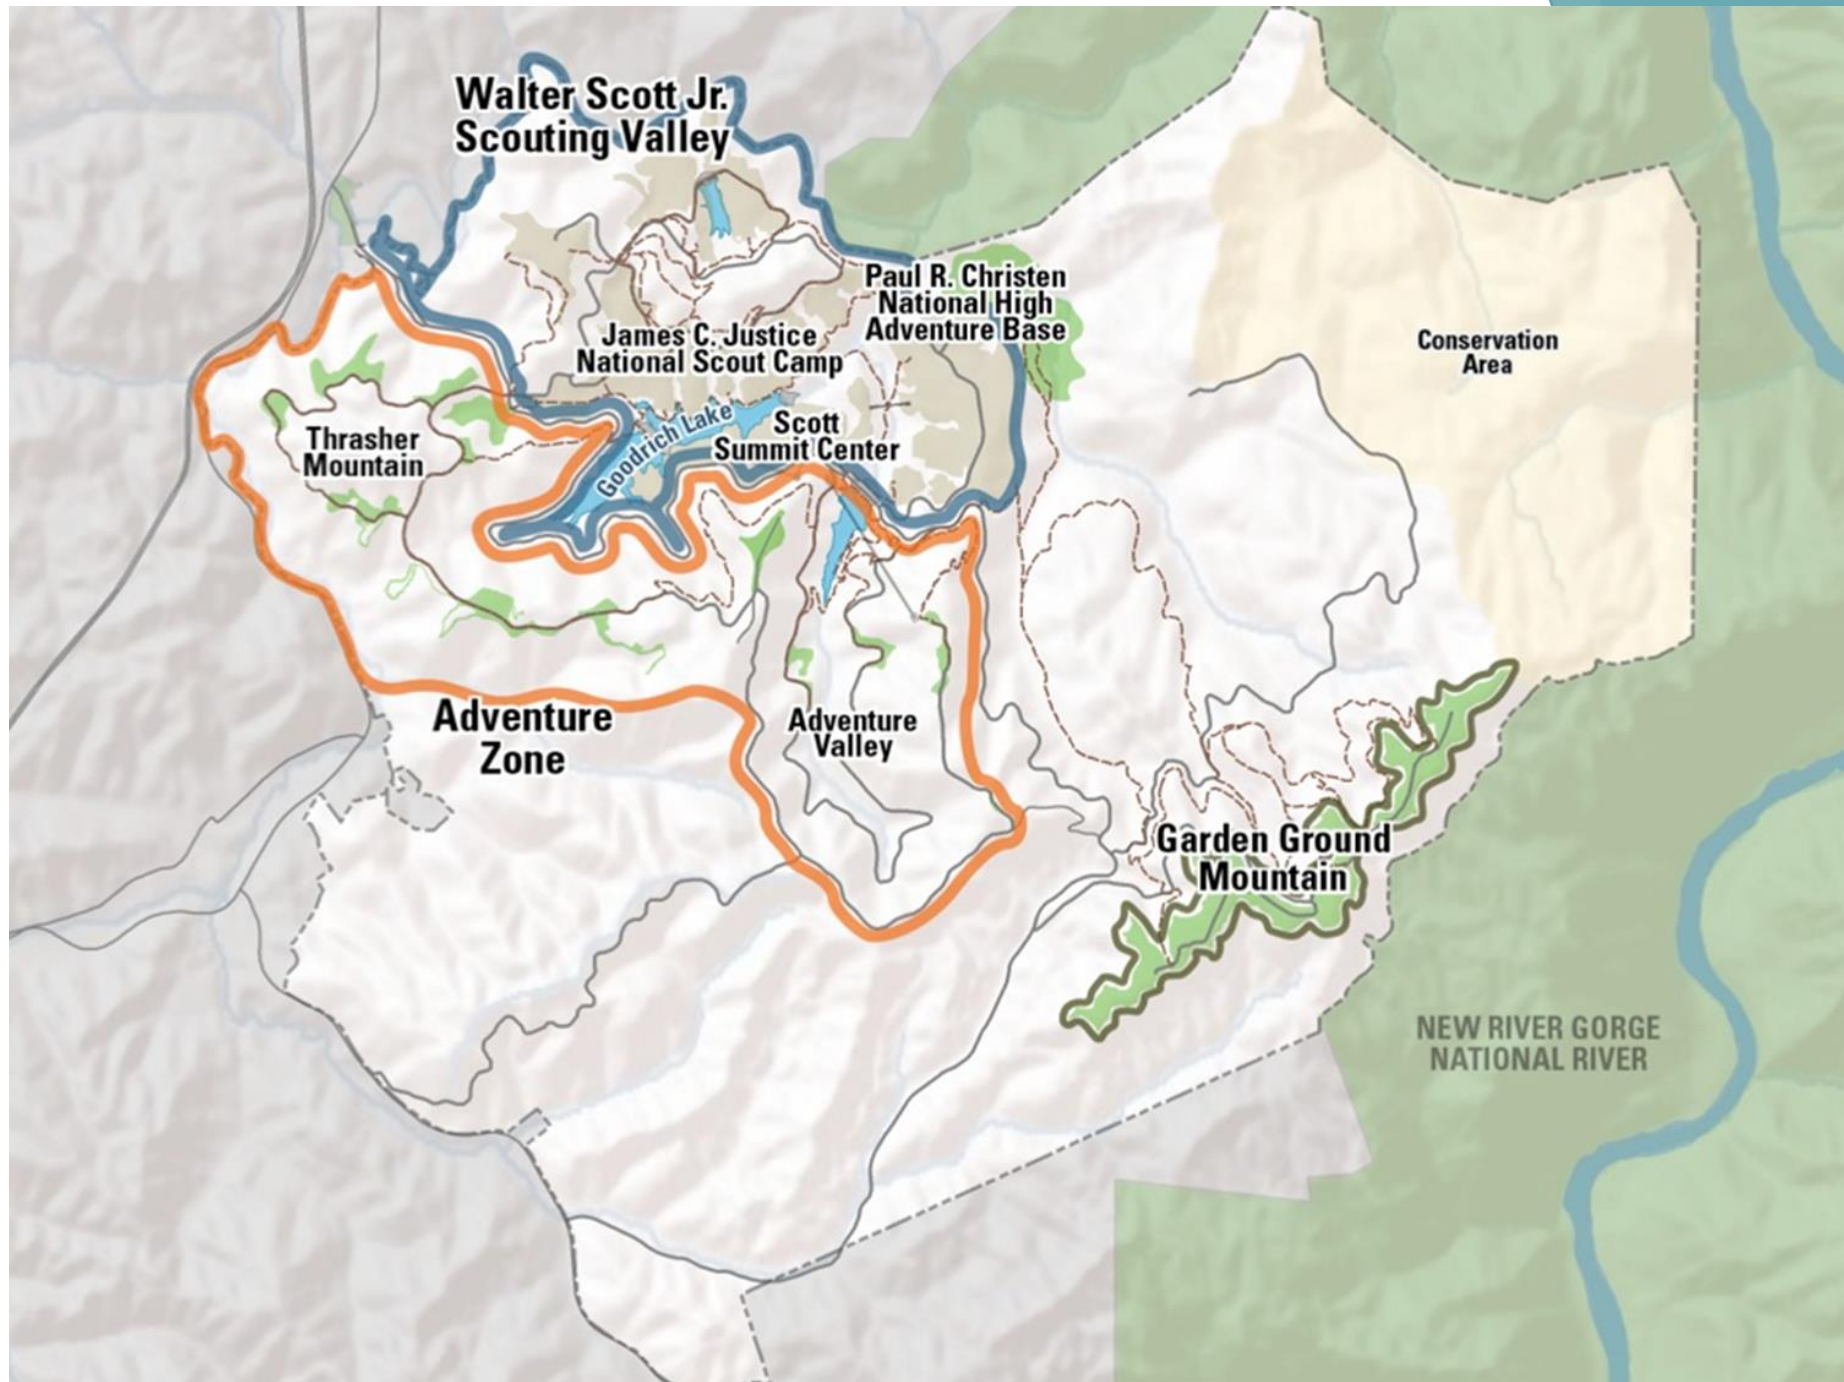 Walter Scott Jr.
Scouting Valley
Paul R. Christen
National High
Adventure Base
James C. Justice
National Scout Camp
Conservation
Area
Goodrich Lake
Scott
Summit Center
Thrasher
Mountain
Adventure
Zone
Adventure
Valley
Garden Ground
Mountain
NEW RIVER GORGE
NATIONAL RIVER